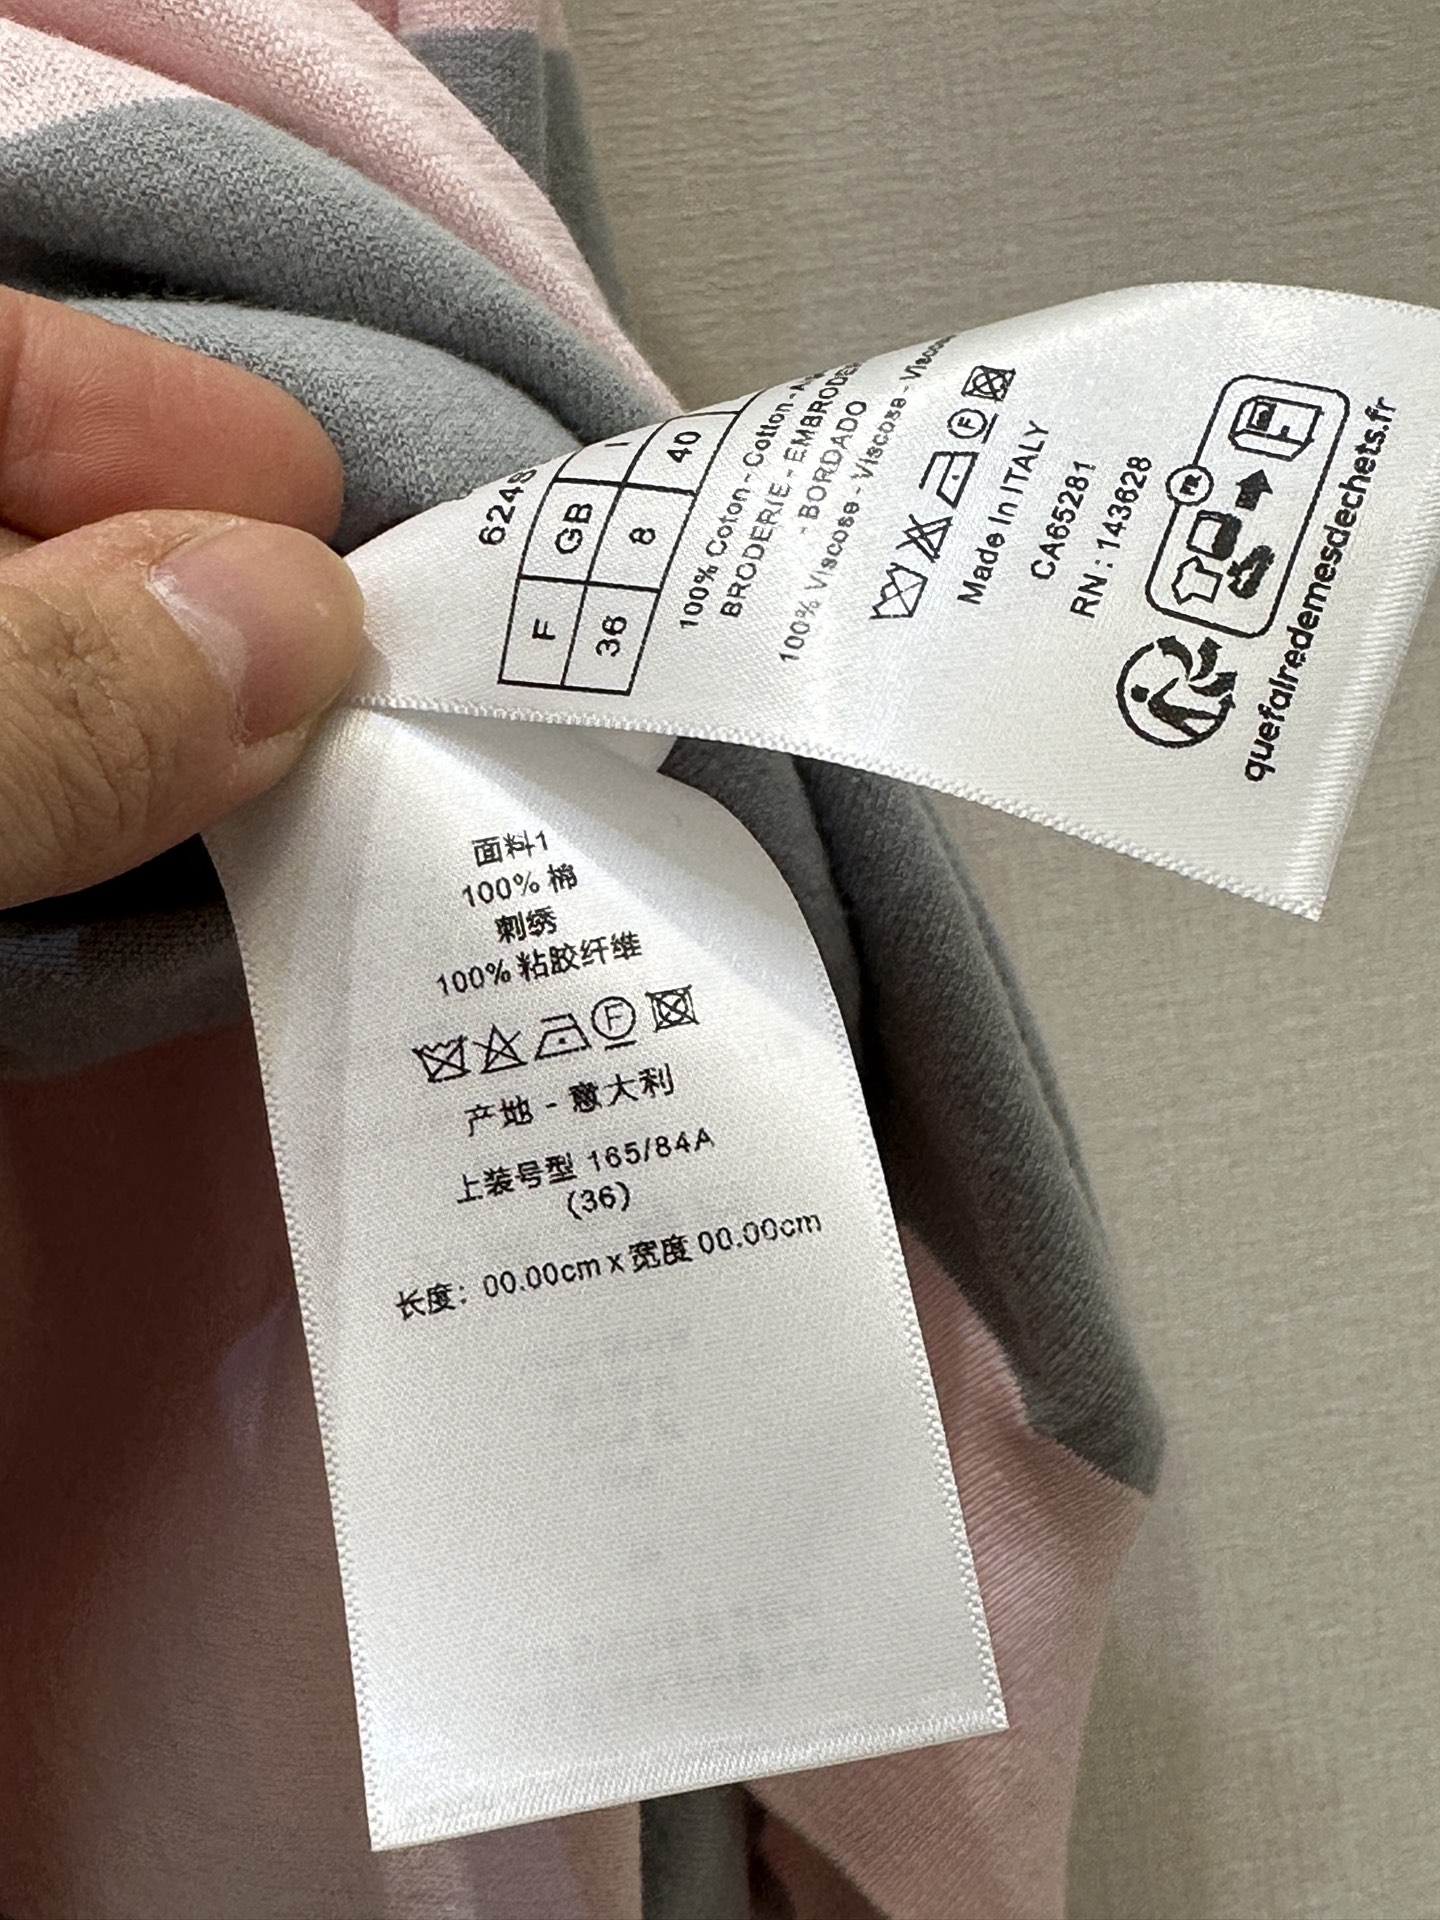 6249
F GB I
36 8 40
100% Coton - Cotton -
BRODERIE - EMBRODE
- BORDADO
100% Viscose - Viscose - Viscose
F
Made In ITALY
CA65281
RN : 143628
FR
quefairedemesdechets.fr
面料1
100% 棉
刺绣
100% 粘胶纤维
F
产地 - 意大利
上装号型 165/84A
(36)
长度: 00.00cm x 宽度 00.00cm